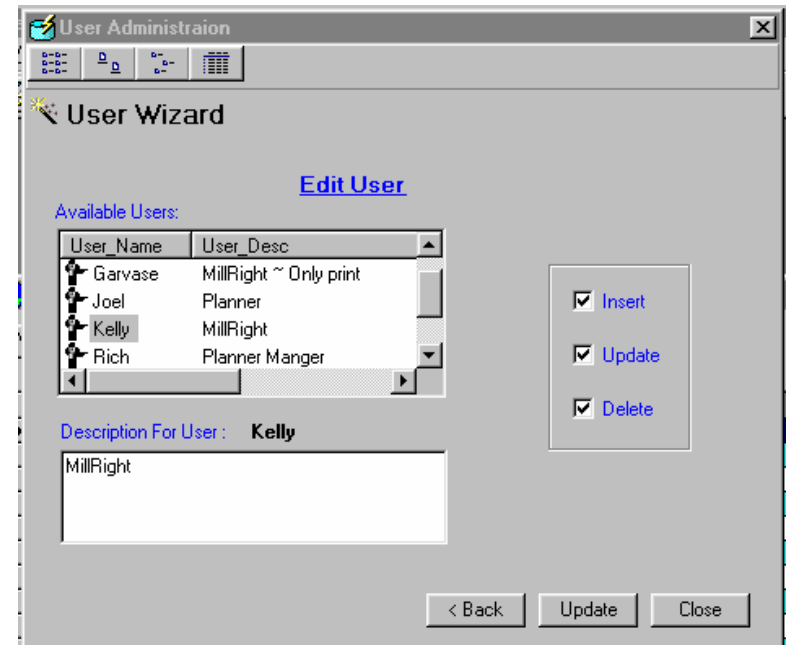 User Administraion
User Wizard
Edit User
Available Users:
User_Name User_Desc
Garvase MillRight ~ Only print
Joel Planner
Kelly MillRight
Rich Planner Manger
Insert
Update
Delete
Description For User : Kelly
MillRight
< Back Update Close